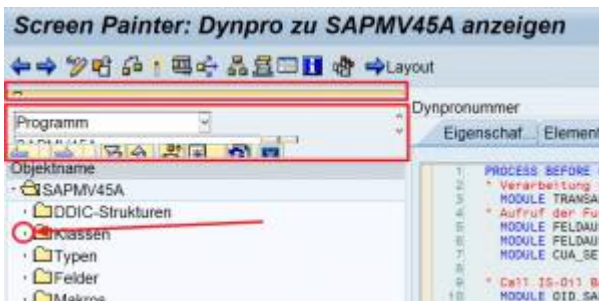 Screen Painter: Dynpro zu SAPMV45A anzeigen
Layout
Programm
Dynpronummer
Eigenschaf.. Element
Objektname
SAPMV45A
DDIC-Strukturen
Klassen
Typen
Felder
Makros
1 PROCESS BEFORE
2 * Verarbeitung
3 MODULE TRANSA
4 * Aufruf der Fu
5 MODULE FELDAU
6 MODULE FELDAU
7 MODULE CUA_SE
8
9 * Call IS-Oil B
10 MODULE OID_SA